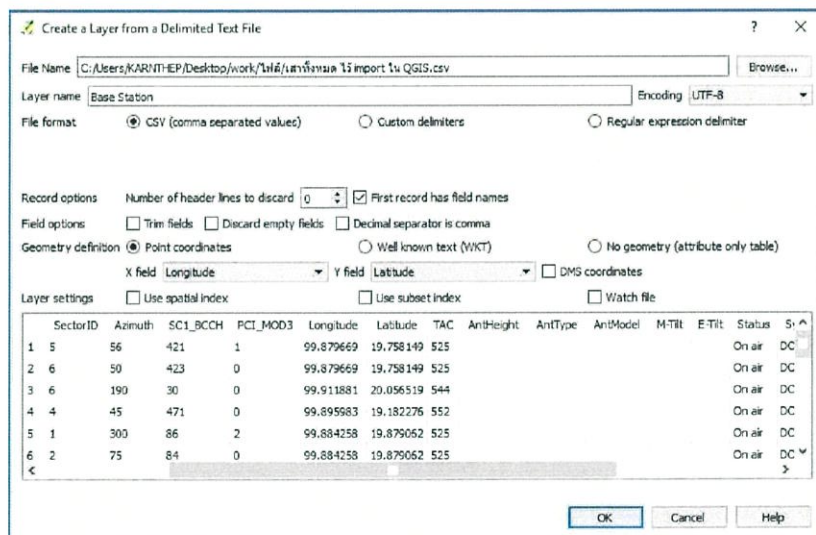 Create a Layer from a Delimited Text File ? ×
File Name C:/Users/KARNTHEP/Desktop/work/ไฟล์/เสาทั้งหมด ไว้ import ใน QGIS.csv Browse...
Layer name Base Station Encoding UTF-8
File format CSV (comma separated values) Custom delimiters Regular expression delimiter
Record options Number of header lines to discard 0 First record has field names
Field options Trim fields Discard empty fields Decimal separator is comma
Geometry definition Point coordinates Well known text (WKT) No geometry (attribute only table)
X field Longitude Y field Latitude DMS coordinates
Layer settings Use spatial index Use subset index Watch file
SectorID Azimuth SC1_BCCH PCI_MOD3 Longitude Latitude TAC AntHeight AntType AntModel M-Tilt E-Tilt Status
1 5 56 421 1 99.879669 19.758149 525 On air DC
2 6 50 423 0 99.879669 19.758149 525 On air DC
3 6 190 30 0 99.911881 20.056519 544 On air DC
4 4 45 471 0 99.895983 19.182276 552 On air DC
5 1 300 86 2 99.884258 19.879062 525 On air DC
6 2 75 84 0 99.884258 19.879062 525 On air DC
OK Cancel Help